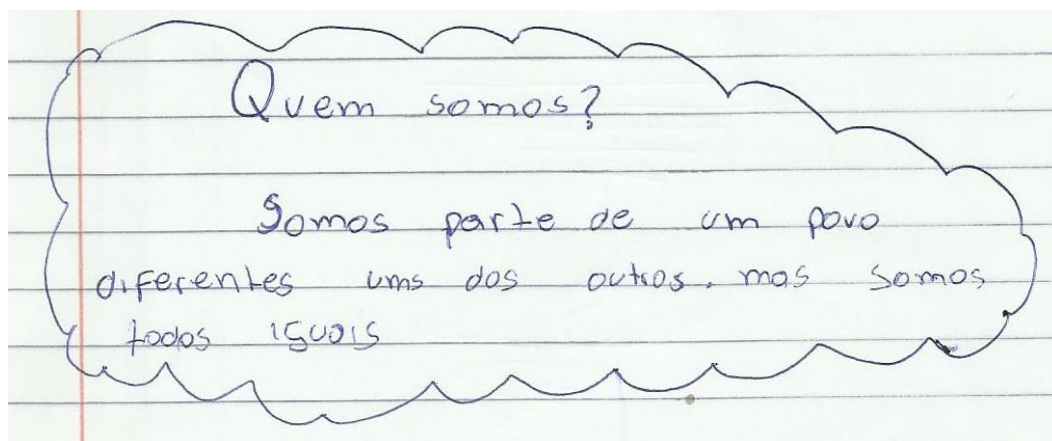 Quem somos?
Somos parte de um povo
diferentes ums dos outros. mas somos
todos iguais